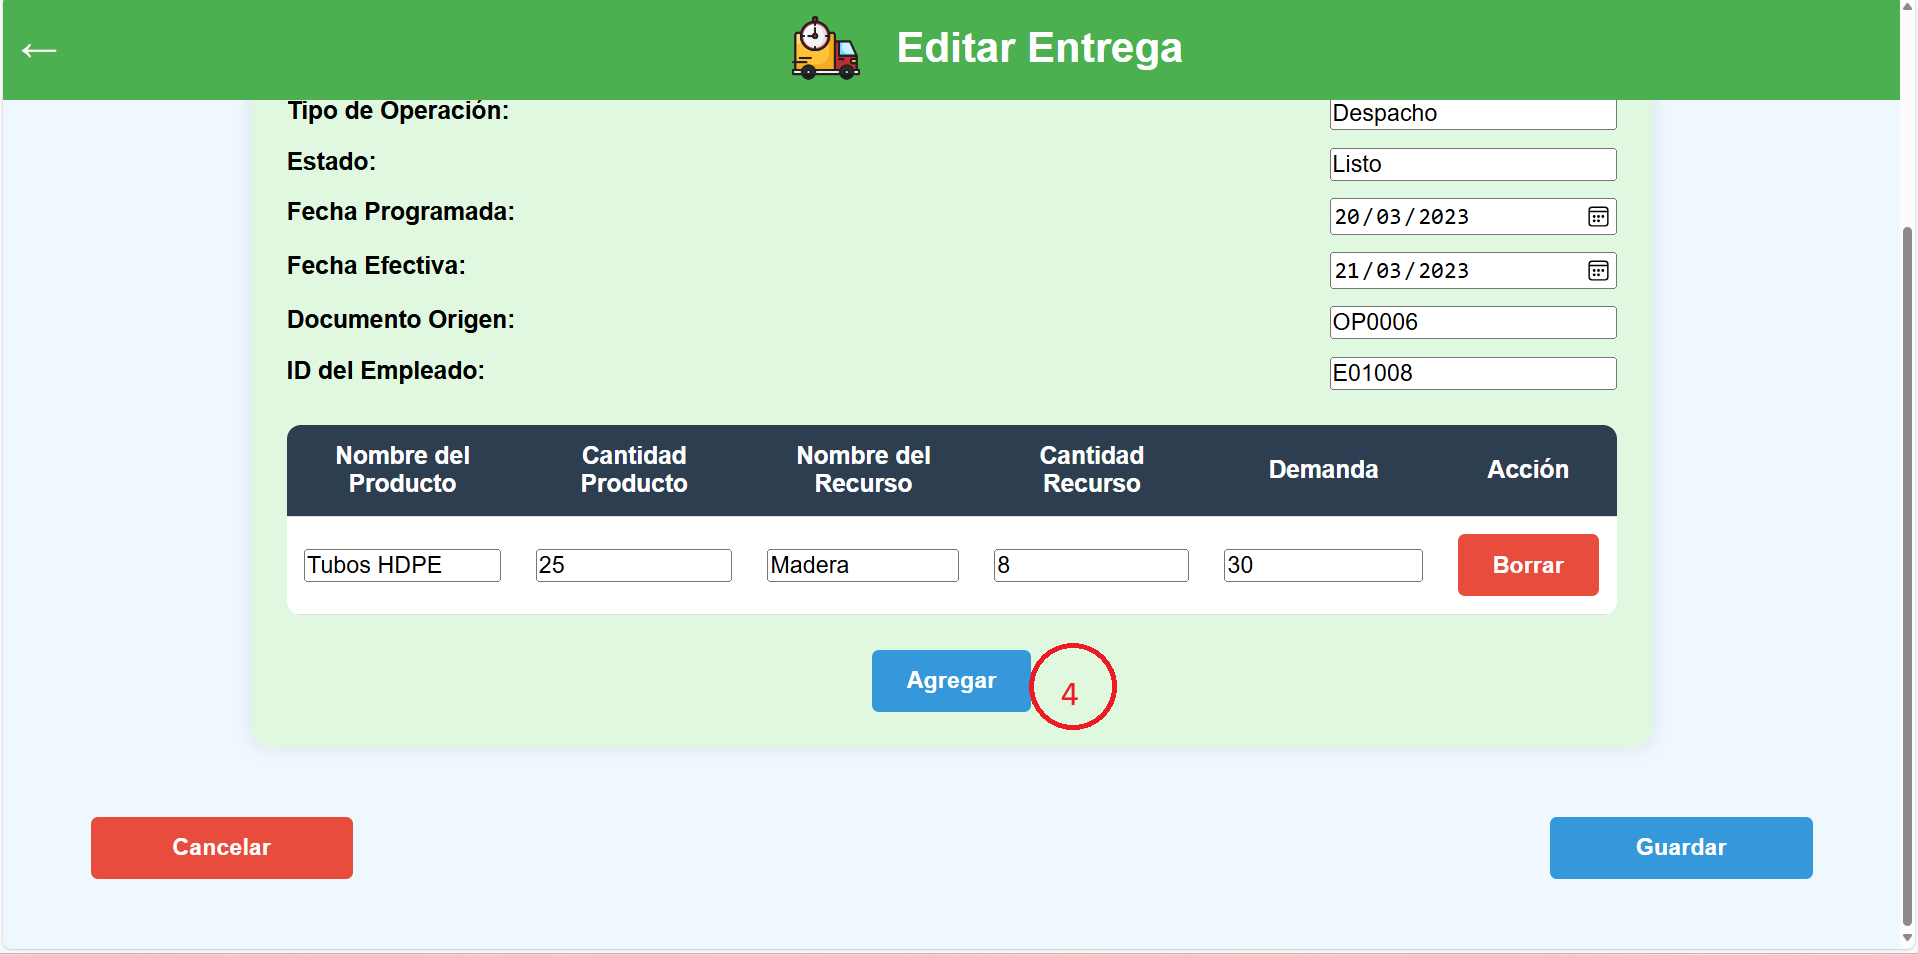 ←
Editar Entrega
Tipo de Operación:
Despacho
Estado:
Listo
Fecha Programada:
20/03/2023
Fecha Efectiva:
21/03/2023
Documento Origen:
OP0006
ID del Empleado:
E01008
Nombre del Producto
Cantidad Producto
Nombre del Recurso
Cantidad Recurso
Demanda
Acción
Tubos HDPE
25
Madera
8
30
Borrar
Agregar
4
Cancelar
Guardar